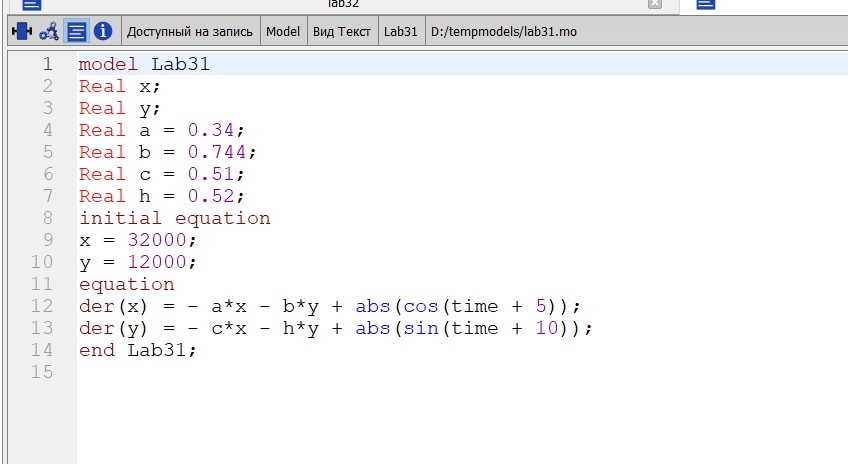 lab32
Доступный на запись Model Вид Текст Lab31 D:/tempmodels/lab31.mo
1 model Lab31
2 Real x;
3 Real y;
4 Real a = 0.34;
5 Real b = 0.744;
6 Real c = 0.51;
7 Real h = 0.52;
8 initial equation
9 x = 32000;
10 y = 12000;
11 equation
12 der(x) = - a*x - b*y + abs(cos(time + 5));
13 der(y) = - c*x - h*y + abs(sin(time + 10));
14 end Lab31;
15